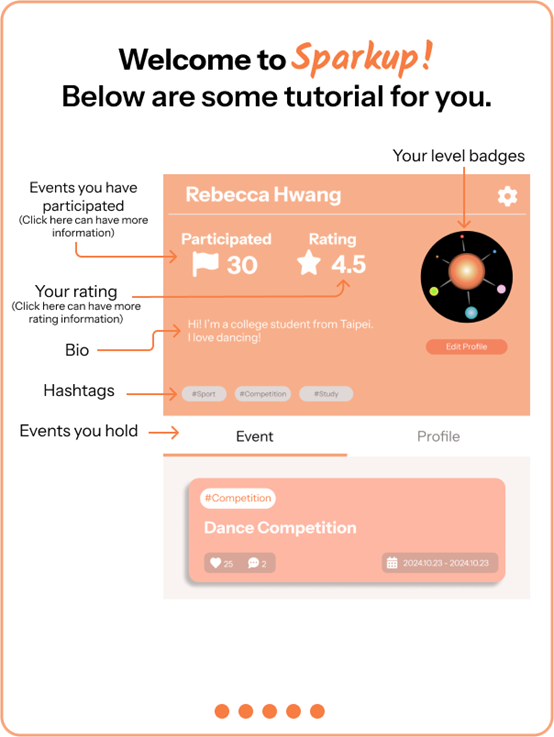 Welcome to Sparkup!
Below are some tutorial for you.
Your level badges
Events you have
participated
(Click here can have more
information)
Your rating
(Click here can have more
rating information)
Bio
Hashtags
Events you hold
Rebecca Hwang
Participated
30
Rating
4.5
Hi! I'm a college student from Taipei.
I love dancing!
Edit Profile
#Sport
#Competition
#Study
Event
Profile
#Competition
Dance Competition
25
2
2024.10.23 - 2024.10.23